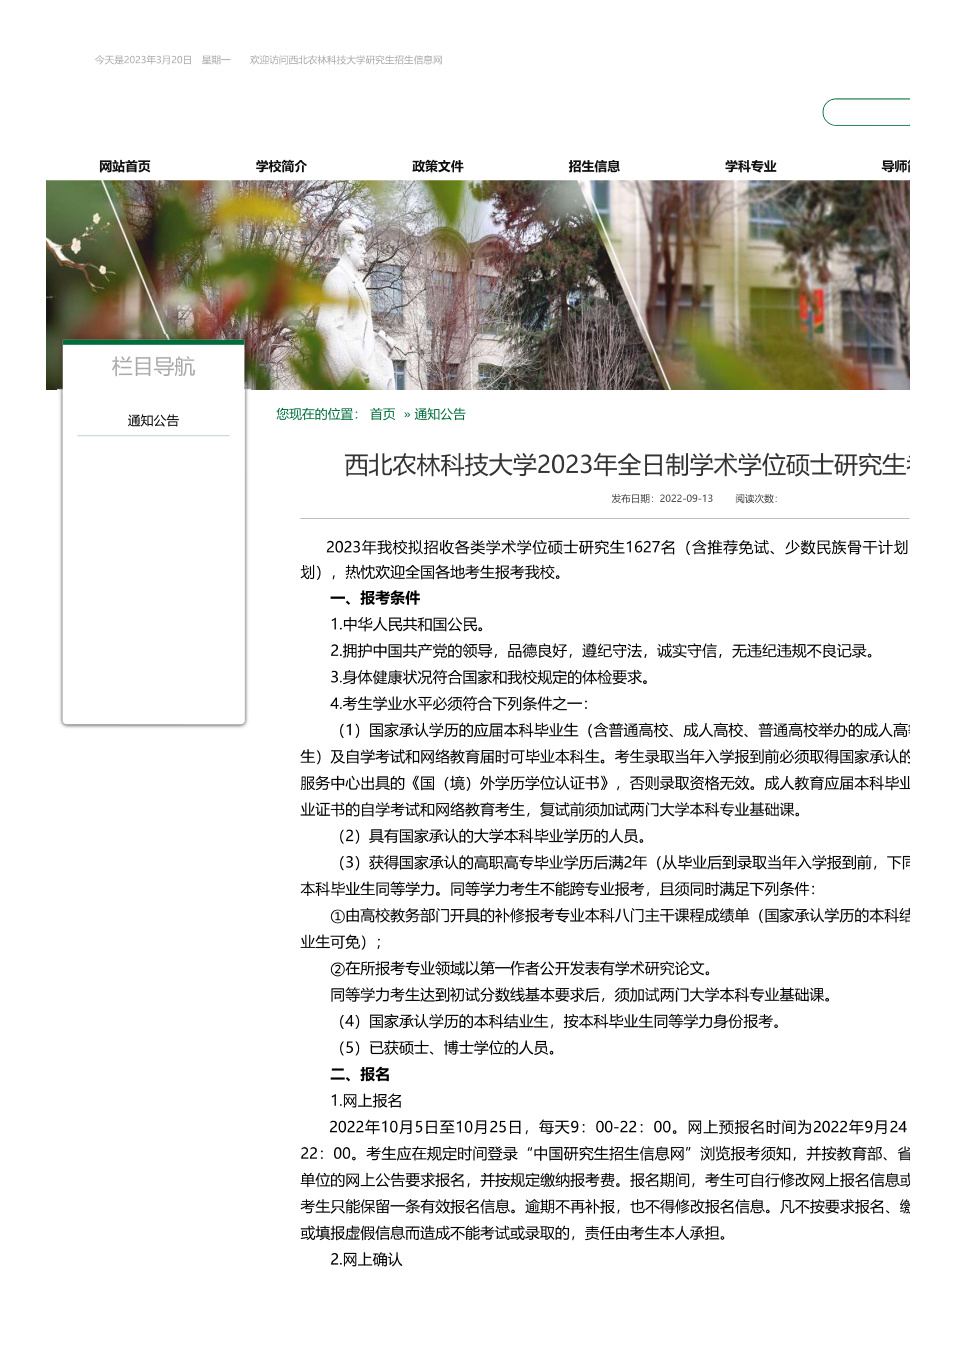 今天是2023年3月20日 星期一 欢迎访问西北农林科技大学研究生招生信息网
网站首页 学校简介 政策文件 招生信息 学科专业 导师
栏目导航
通知公告
您现在的位置： 首页 » 通知公告
西北农林科技大学2023年全日制学术学位硕士研究生
发布日期：2022-09-13 阅读次数：
2023年我校拟招收各类学术学位硕士研究生1627名（含推荐免试、少数民族骨干计划
划），热忱欢迎全国各地考生报考我校。
一、报考条件
1.中华人民共和国公民。
2.拥护中国共产党的领导，品德良好，遵纪守法，诚实守信，无违纪违规不良记录。
3.身体健康状况符合国家和我校规定的体检要求。
4.考生学业水平必须符合下列条件之一：
（1）国家承认学历的应届本科毕业生（含普通高校、成人高校、普通高校举办的成人高
生）及自学考试和网络教育届时可毕业本科生。考生录取当年入学报到前必须取得国家承认的
服务中心出具的《国（境）外学历学位认证书》，否则录取资格无效。成人教育应届本科毕业
业证书的自学考试和网络教育考生，复试前须加试两门大学本科专业基础课。
（2）具有国家承认的大学本科毕业学历的人员。
（3）获得国家承认的高职高专毕业学历后满2年（从毕业后到录取当年入学报到前，下同
本科毕业生同等学力。同等学力考生不能跨专业报考，且须同时满足下列条件：
①由高校教务部门开具的补修报考专业本科八门主干课程成绩单（国家承认学历的本科结
业生可免）；
②在所报考专业领域以第一作者公开发表有学术研究论文。
同等学力考生达到初试分数线基本要求后，须加试两门大学本科专业基础课。
（4）国家承认学历的本科结业生，按本科毕业生同等学力身份报考。
（5）已获硕士、博士学位的人员。
二、报名
1.网上报名
2022年10月5日至10月25日，每天9：00-22：00。网上预报名时间为2022年9月24
22：00。考生应在规定时间登录“中国研究生招生信息网”浏览报考须知，并按教育部、省
单位的网上公告要求报名，并按规定缴纳报考费。报名期间，考生可自行修改网上报名信息或
考生只能保留一条有效报名信息。逾期不再补报，也不得修改报名信息。凡不按要求报名、缴
或填报虚假信息而造成不能考试或录取的，责任由考生本人承担。
2.网上确认